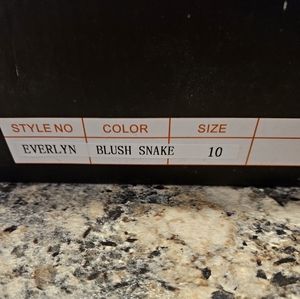 STYLE NO COLOR SIZE
EVERLYN BLUSH SNAKE 10